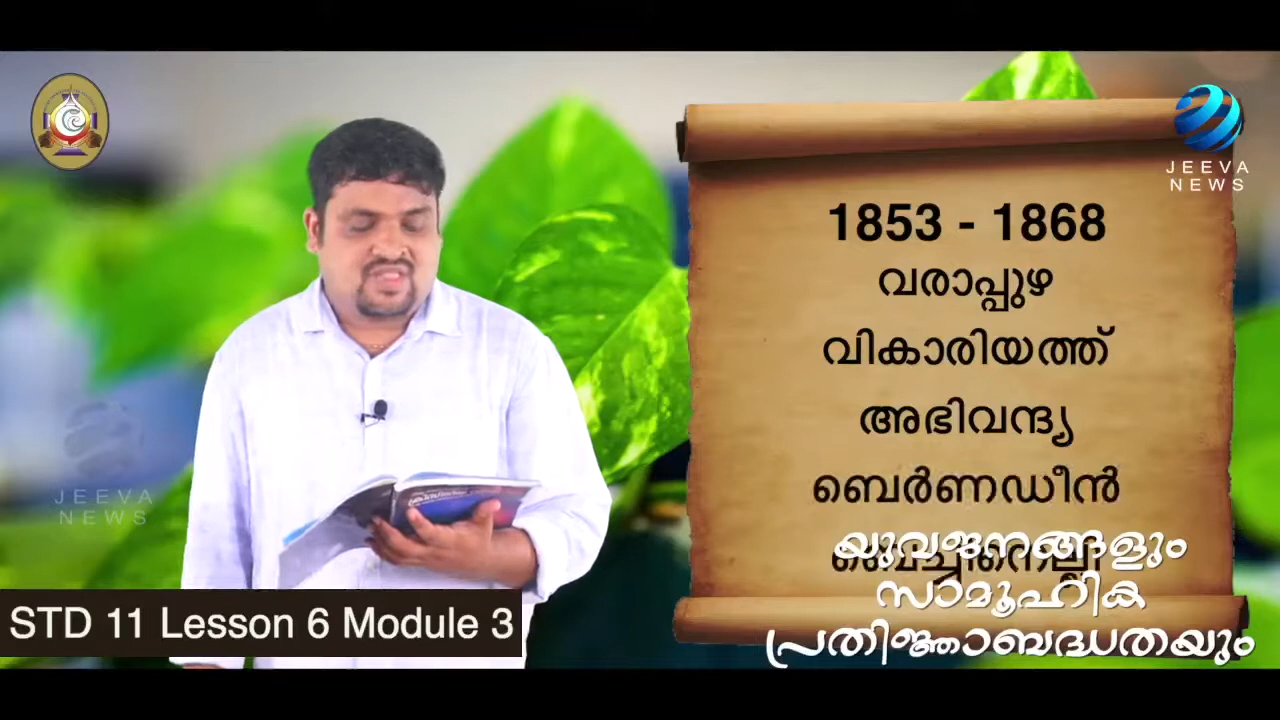 JEEVA
NEWS
1853 - 1868
വരാപ്പുഴ
വികാരിയത്ത്
അഭിവന്ദ്യ
ബെർണഡീൻ
യുവജനങ്ങളും
സാമൂഹിക
പ്രതിജ്ഞാബദ്ധതയും
JEEVA
NEWS
STD 11 Lesson 6 Module 3